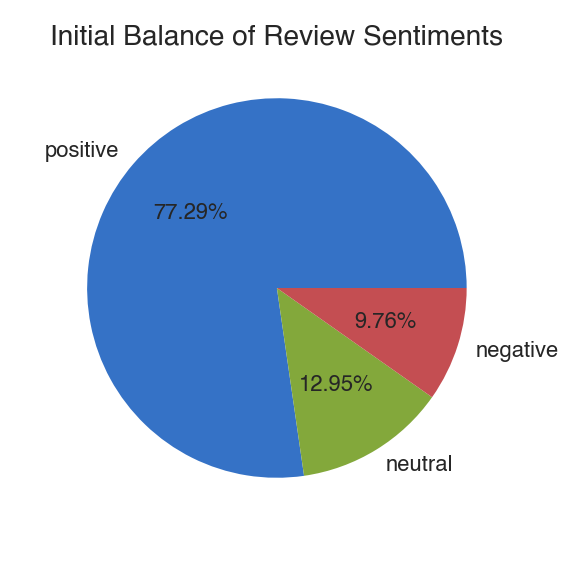 Initial Balance of Review Sentiments
positive
77.29%
9.76%
negative
12.95%
neutral